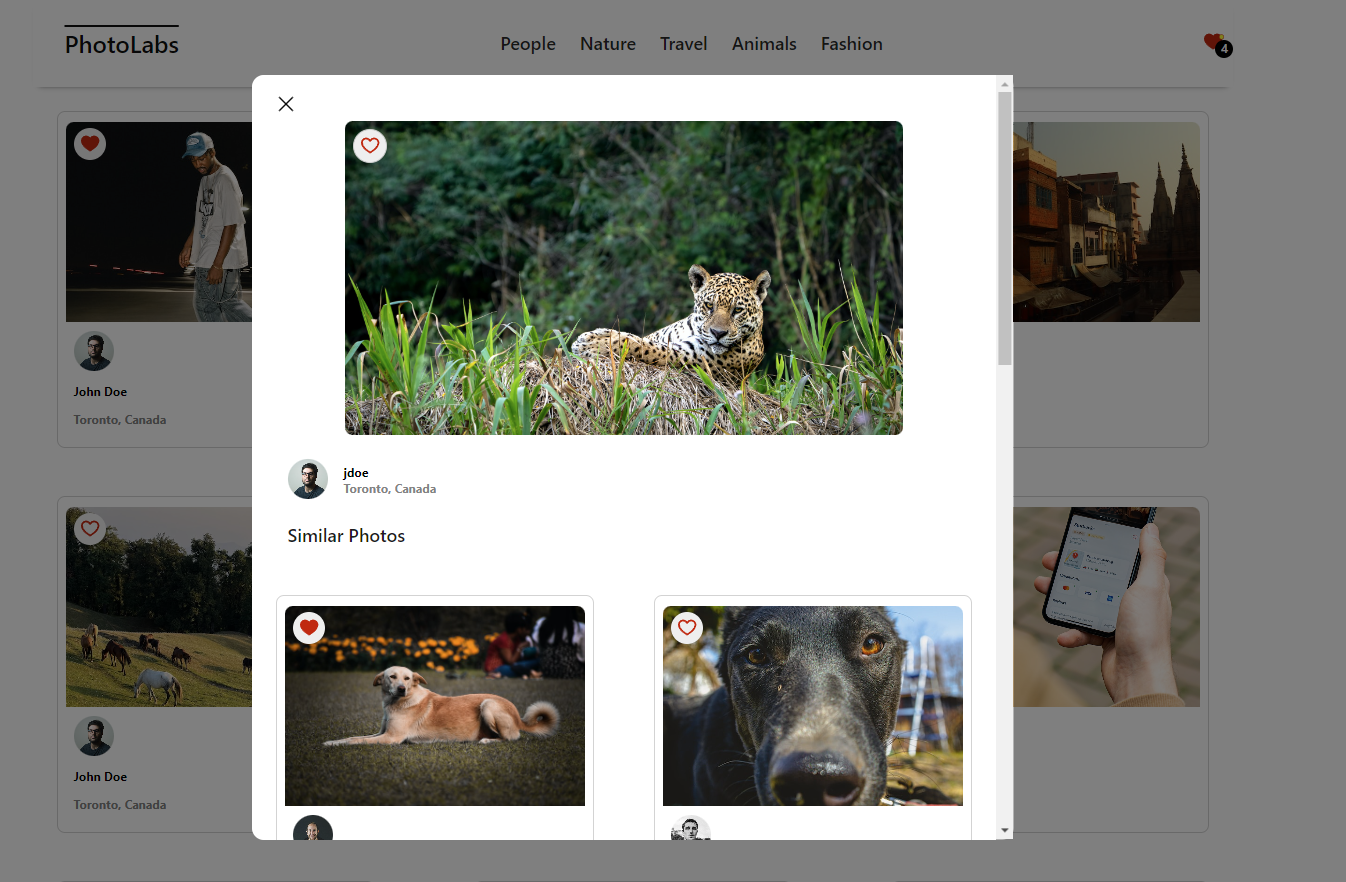 PhotoLabs
People Nature Travel Animals Fashion
4
John Doe
Toronto, Canada
jdoe
Toronto, Canada
Similar Photos
John Doe
Toronto, Canada